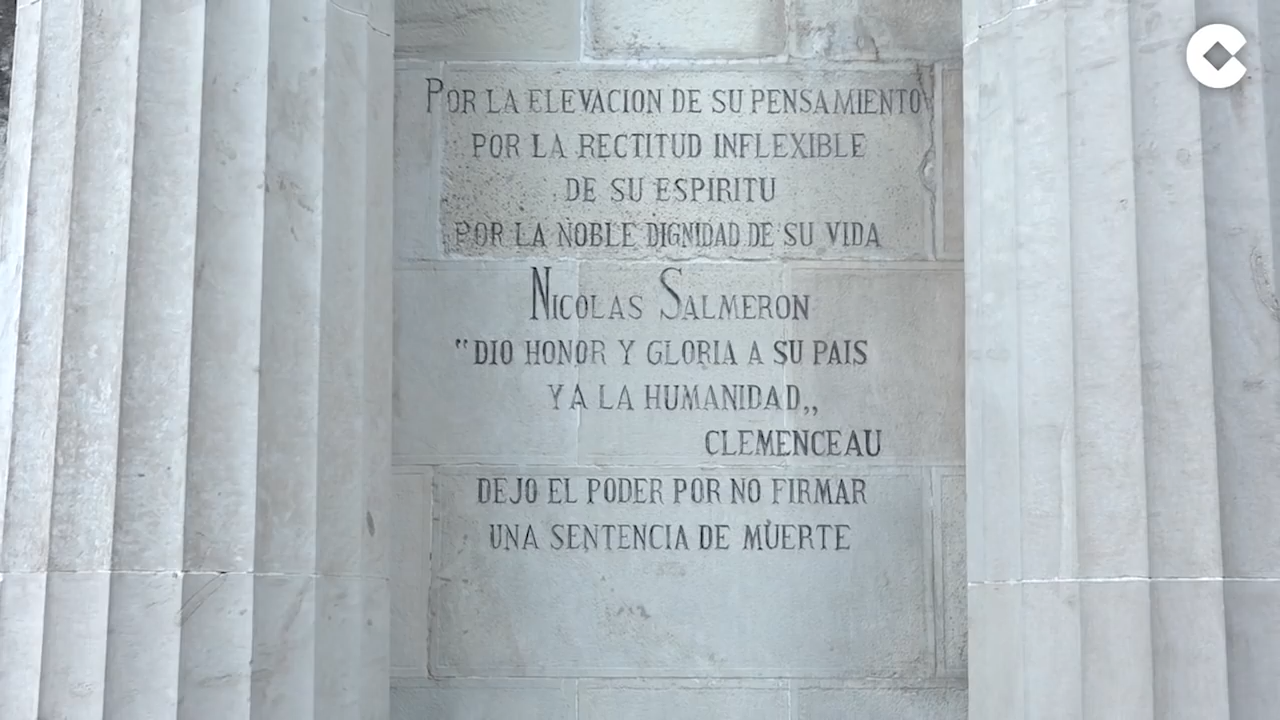 POR LA ELEVACION DE SU PENSAMIENTO
POR LA RECTITUD INFLEXIBLE
DE SU ESPIRITU
POR LA NOBLE DIGNIDAD DE SU VIDA
NICOLAS SALMERON
"DIO HONOR Y GLORIA A SU PAIS
Y A LA HUMANIDAD,,
CLEMENCEAU
DEJO EL PODER POR NO FIRMAR
UNA SENTENCIA DE MUERTE